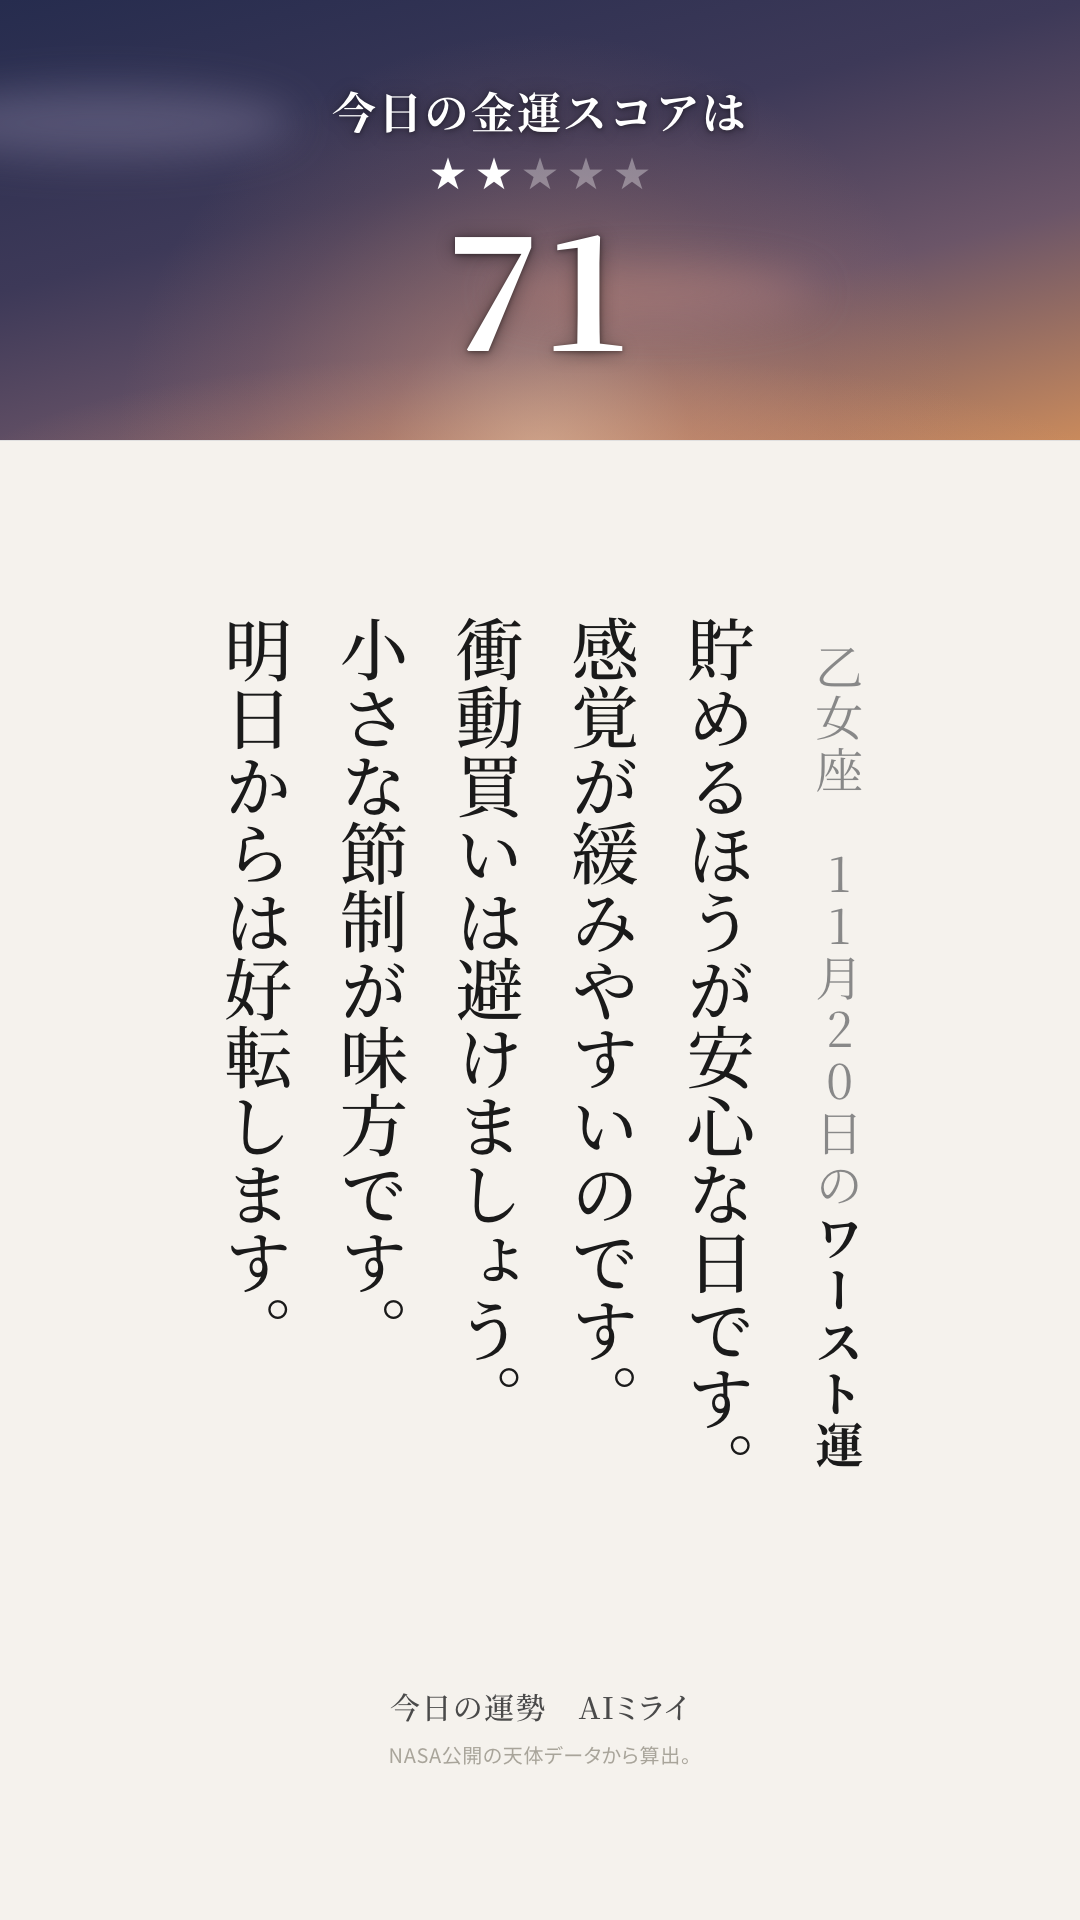 今日の金運スコアは
★★★★★
71
乙女座　11月20日のワースト運
貯めるほうが安心な日です。
感覚が緩みやすいのです。
衝動買いは避けましょう。
小さな節制が味方です。
明日からは好転します。
今日の運勢　AIミライ
NASA公開の天体データから算出。